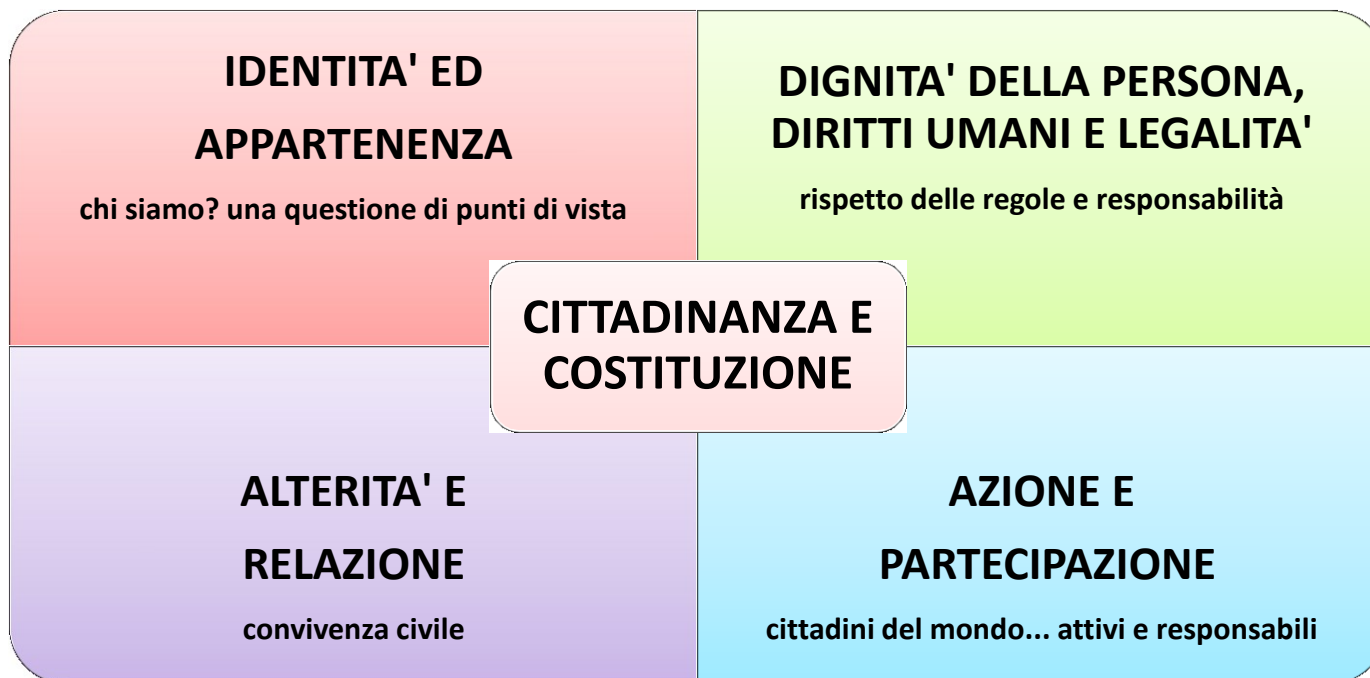 IDENTITA' ED
APPARTENENZA
chi siamo? una questione di punti di vista
DIGNITA' DELLA PERSONA,
DIRITTI UMANI E LEGALITA'
rispetto delle regole e responsabilità
CITTADINANZA E
COSTITUZIONE
ALTERITA' E
RELAZIONE
convivenza civile
AZIONE E
PARTECIPAZIONE
cittadini del mondo... attivi e responsabili